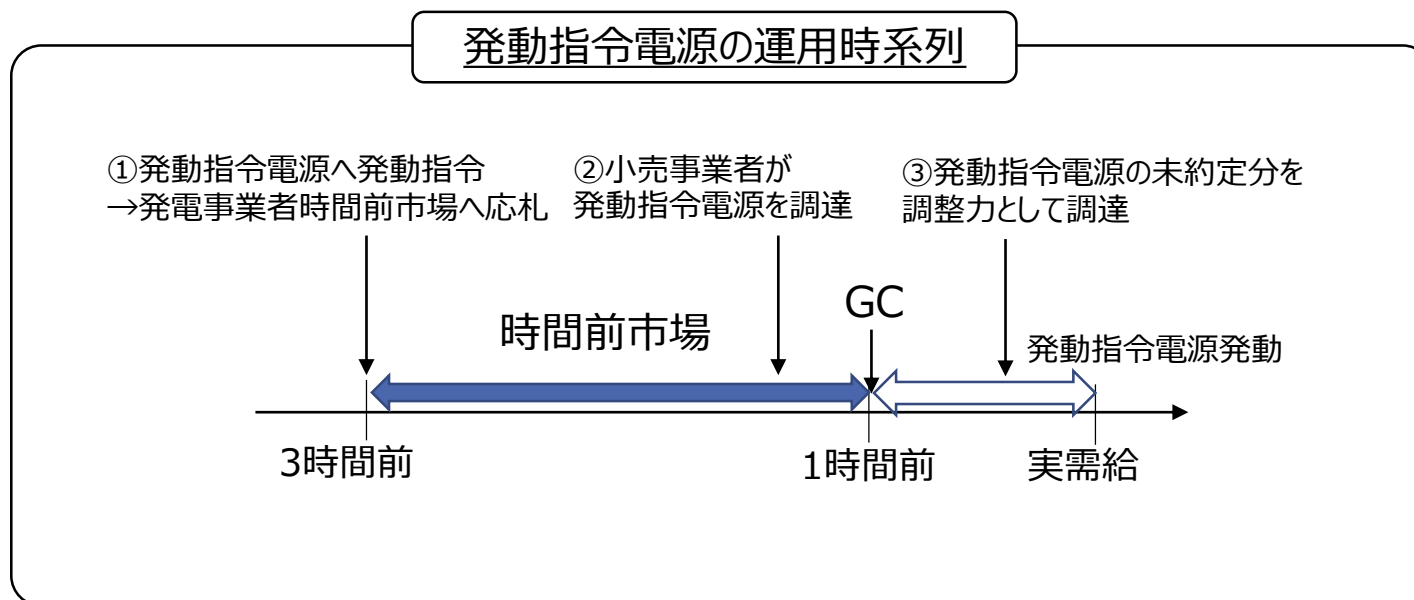 発動指令電源の運用時系列
①発動指令電源へ発動指令
→発電事業者時間前市場へ応札
②小売事業者が
発動指令電源を調達
③発動指令電源の未約定分を
調整力として調達
時間前市場
GC
発動指令電源発動
3時間前
1時間前
実需給